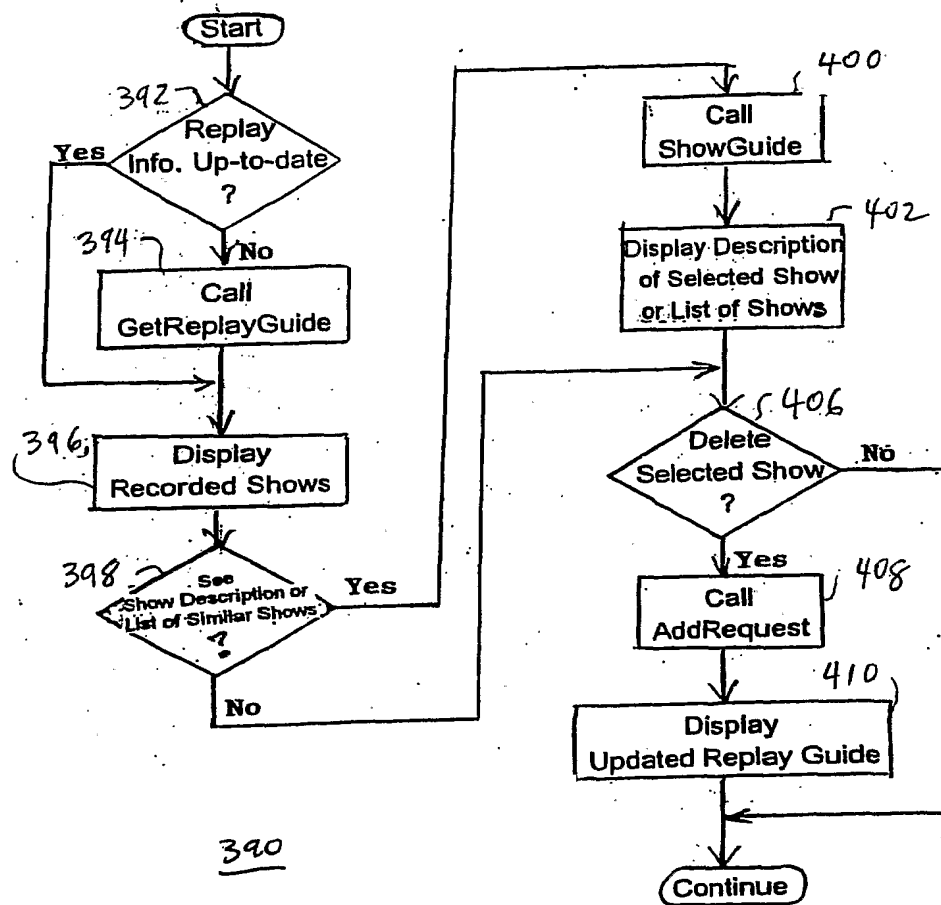 Start
392
Replay
Info. Up-to-date
?
Yes
No
394
Call
GetReplayGuide
396
Display
Recorded Shows
398
See
Show Description or
List of Similar Shows
?
Yes
No
390
400
Call
ShowGuide
402
Display Description
of Selected Show
or List of Shows
406
Delete
Selected Show
?
No
Yes
408
Call
AddRequest
410
Display
Updated Replay Guide
Continue